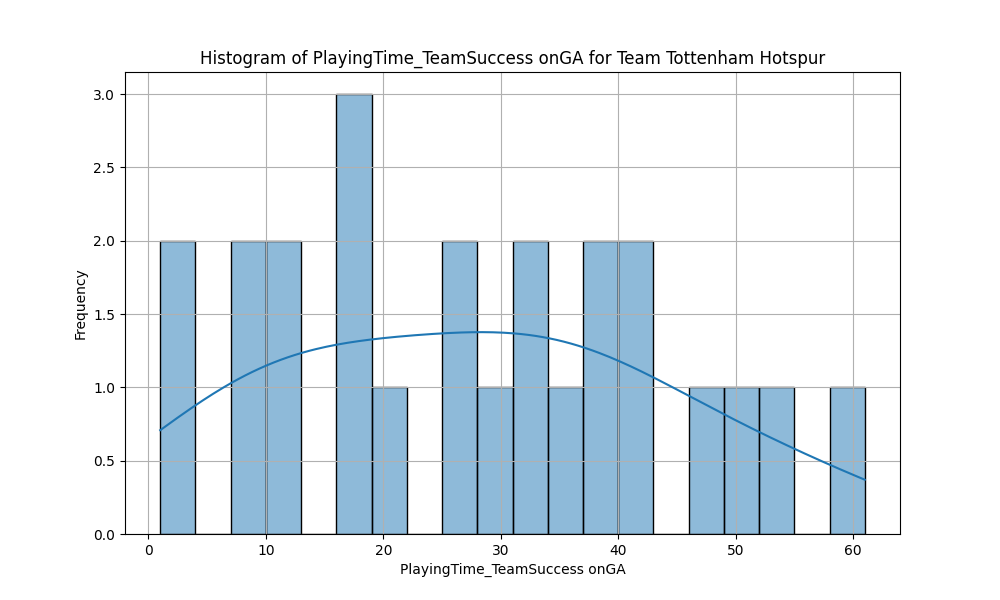 Histogram of PlayingTime_TeamSuccess onGA for Team Tottenham Hotspur
3.0
2.5
2.0
1.5
1.0
0.5
0.0
Frequency
0 10 20 30 40 50 60
PlayingTime_TeamSuccess onGA